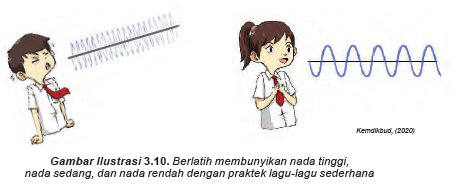 Kemdikbud, (2020)
Gambar Ilustrasi 3.10. Berlatih membunyikan nada tinggi,
nada sedang, dan nada rendah dengan praktek lagu-lagu sederhana